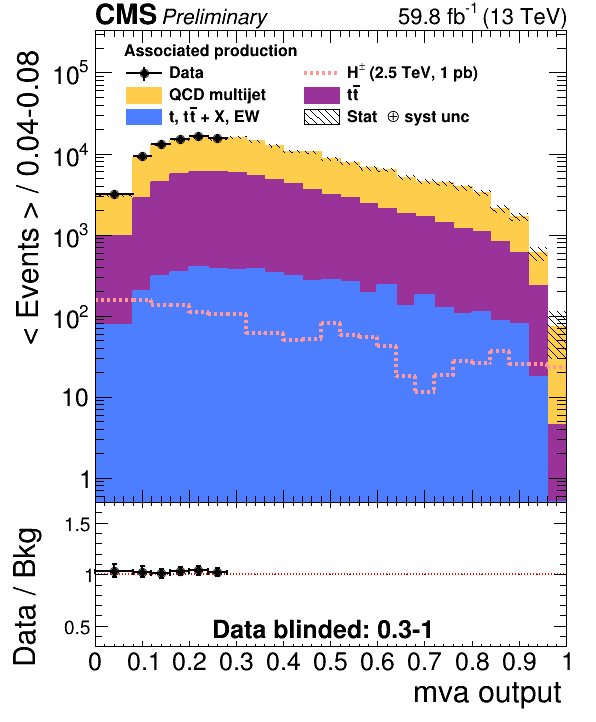 CMS Preliminary 59.8 fb⁻¹ (13 TeV)
Associated production
Data H± (2.5 TeV, 1 pb)
QCD multijet tt̄
t, tt̄ + X, EW Stat ⊕ syst unc
< Events > / 0.04-0.08
10⁵
10⁴
10³
10²
10
1
Data / Bkg
1.5
1
0.5
Data blinded: 0.3-1
0 0.1 0.2 0.3 0.4 0.5 0.6 0.7 0.8 0.9 1
mva output